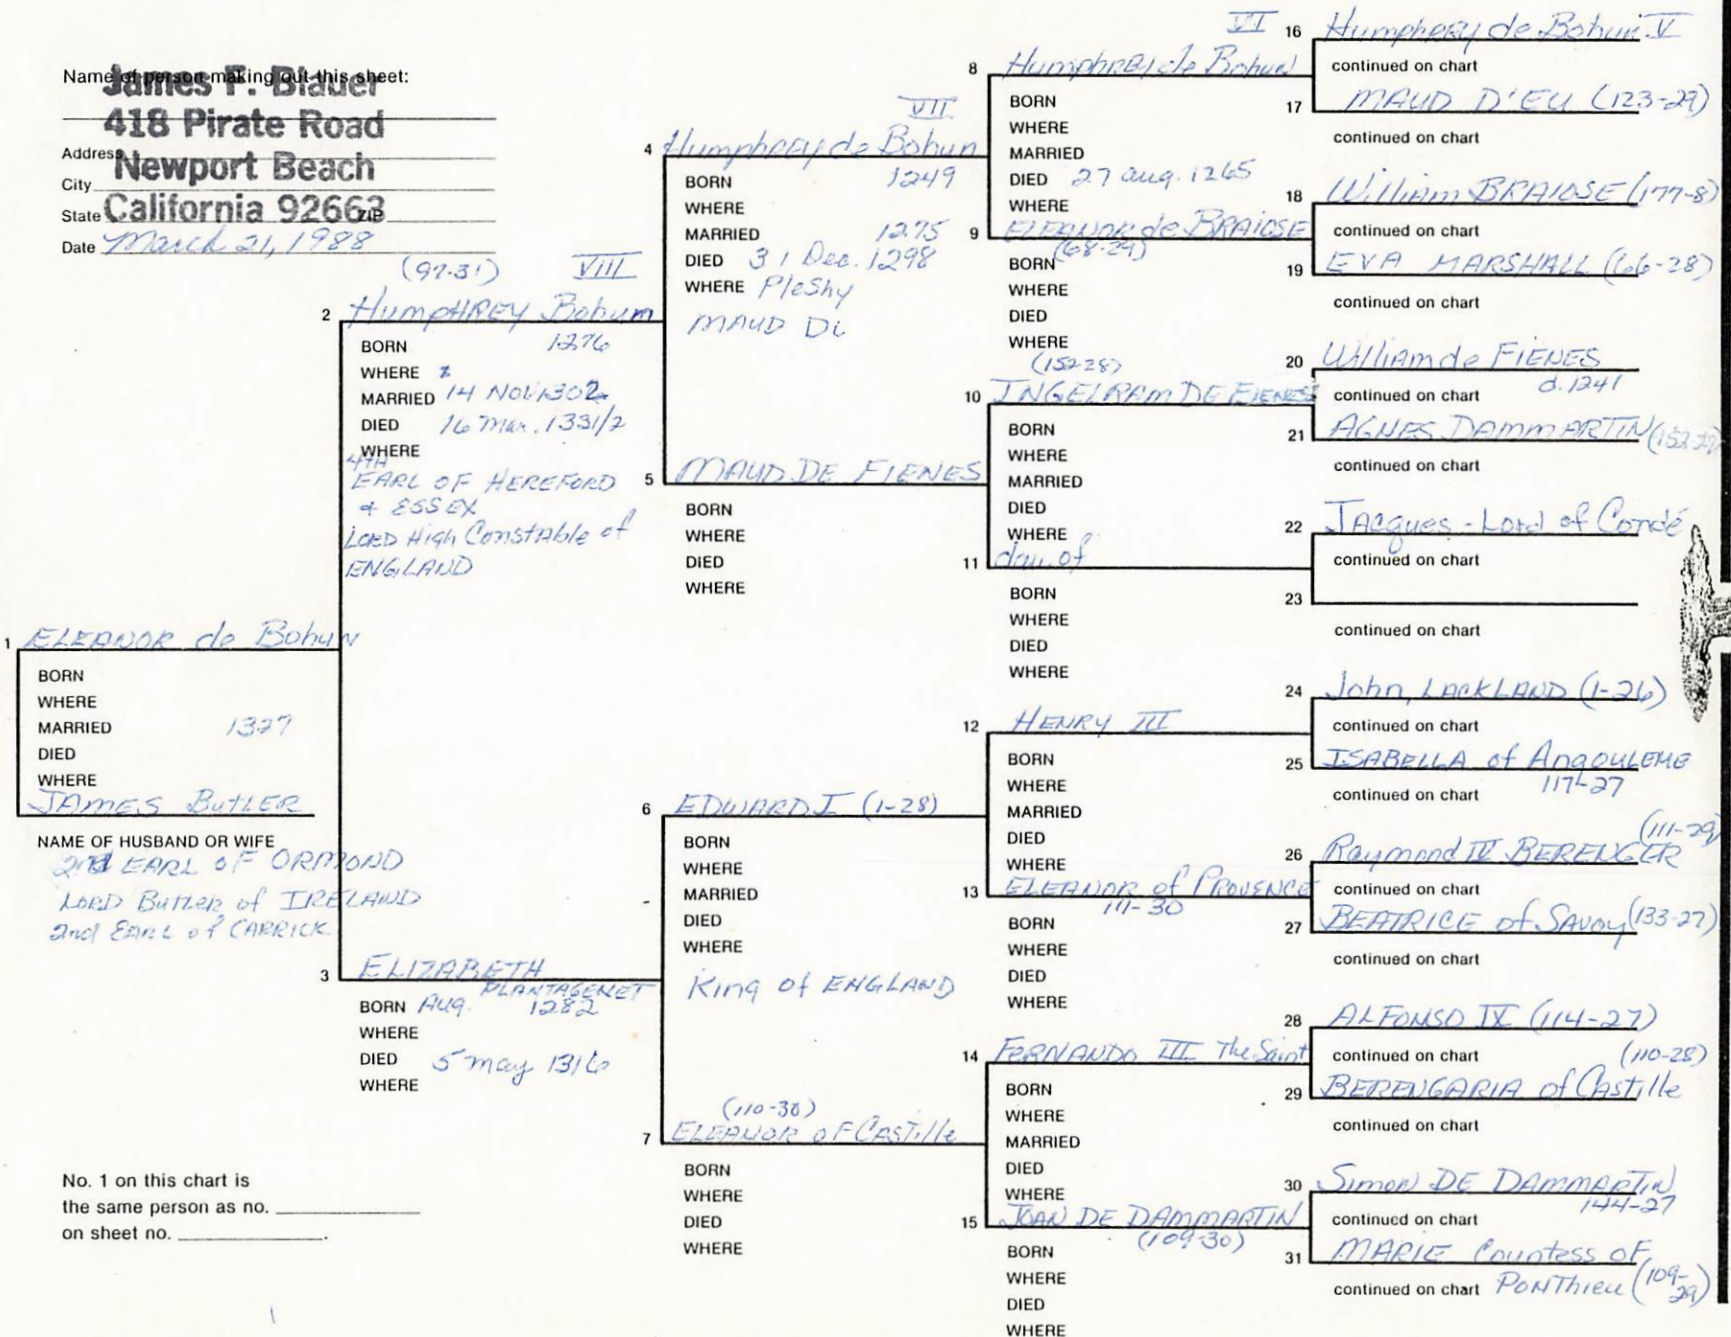 Name of person making out this sheet:
James F. Blauer
418 Pirate Road
Address
Newport Beach
City
State California 92663 ZIP
Date March 21, 1988
1 ELEANOR de Bohun
BORN
WHERE
MARRIED 1327
DIED
WHERE
JAMES Butler
NAME OF HUSBAND OR WIFE
2nd EARL OF ORMOND
LORD Butler of IRELAND
2nd EARL of CARRICK
No. 1 on this chart is
the same person as no.
on sheet no.
(97-31) VIII
2 HumpHREY Bohum
BORN 1276
WHERE
MARRIED 14 Nov 1302
DIED 16 Mar. 1331/2
WHERE
4TH
EARL OF HEREFORD
& ESSEX
LORD High Constable of
ENGLAND
3 ELIZABETH
PLANTAGENET
BORN Aug. 1282
WHERE
DIED 5 May 1316
WHERE
VII
4 Humphrey de Bohun
BORN 1249
WHERE
MARRIED 1275
DIED 31 Dec. 1298
WHERE Pleshy
MAUD Di
5 MAUD DE FIENES
BORN
WHERE
DIED
WHERE
6 EDWARD I (1-28)
BORN
WHERE
MARRIED
DIED
WHERE
King of ENGLAND
(110-30)
7 ELEANOR OF CASTille
BORN
WHERE
DIED
WHERE
VI
8 Humphrey de Bohun
BORN
WHERE
MARRIED
DIED 27 Aug. 1265
WHERE
9 ELEANOR de BRAIOSE
(68-29)
BORN
WHERE
DIED
WHERE
(152-28)
10 INGELRAM DE FIENES
BORN
WHERE
MARRIED
DIED
WHERE
11 dau. of
BORN
WHERE
DIED
WHERE
12 HENRY III
BORN
WHERE
MARRIED
DIED
WHERE
13 ELEANOR of PROVENCE
111-30
BORN
WHERE
DIED
WHERE
14 FERNANDO III The Saint
BORN
WHERE
MARRIED
DIED
WHERE
15 JOAN DE DAMMARTIN
(109-30)
BORN
WHERE
DIED
WHERE
16 Humphrey de Bohun V
continued on chart
17 MAUD D'EU (123-29)
continued on chart
18 William BRAIOSE (177-8)
continued on chart
19 EVA MARSHALL (66-28)
continued on chart
20 William de FIENES
continued on chart d. 1241
21 AGNES DAMMARTIN (152-27)
continued on chart
22 JAcques - Lord of Condé
continued on chart
23
continued on chart
24 John, LACKLAND (1-26)
continued on chart
25 ISABELLA of ANgOULEME
continued on chart 117-27
(111-29)
26 Raymond IV BERENGER
continued on chart
27 BEATRICE of SAVOY (133-27)
continued on chart
28 ALFONSO IX (114-27)
continued on chart (110-28)
29 BERENGARIA of Castille
continued on chart
30 Simon DE DAMMARTIN
continued on chart 144-27
31 MARIE Countess OF
continued on chart PONThieu (109-29)